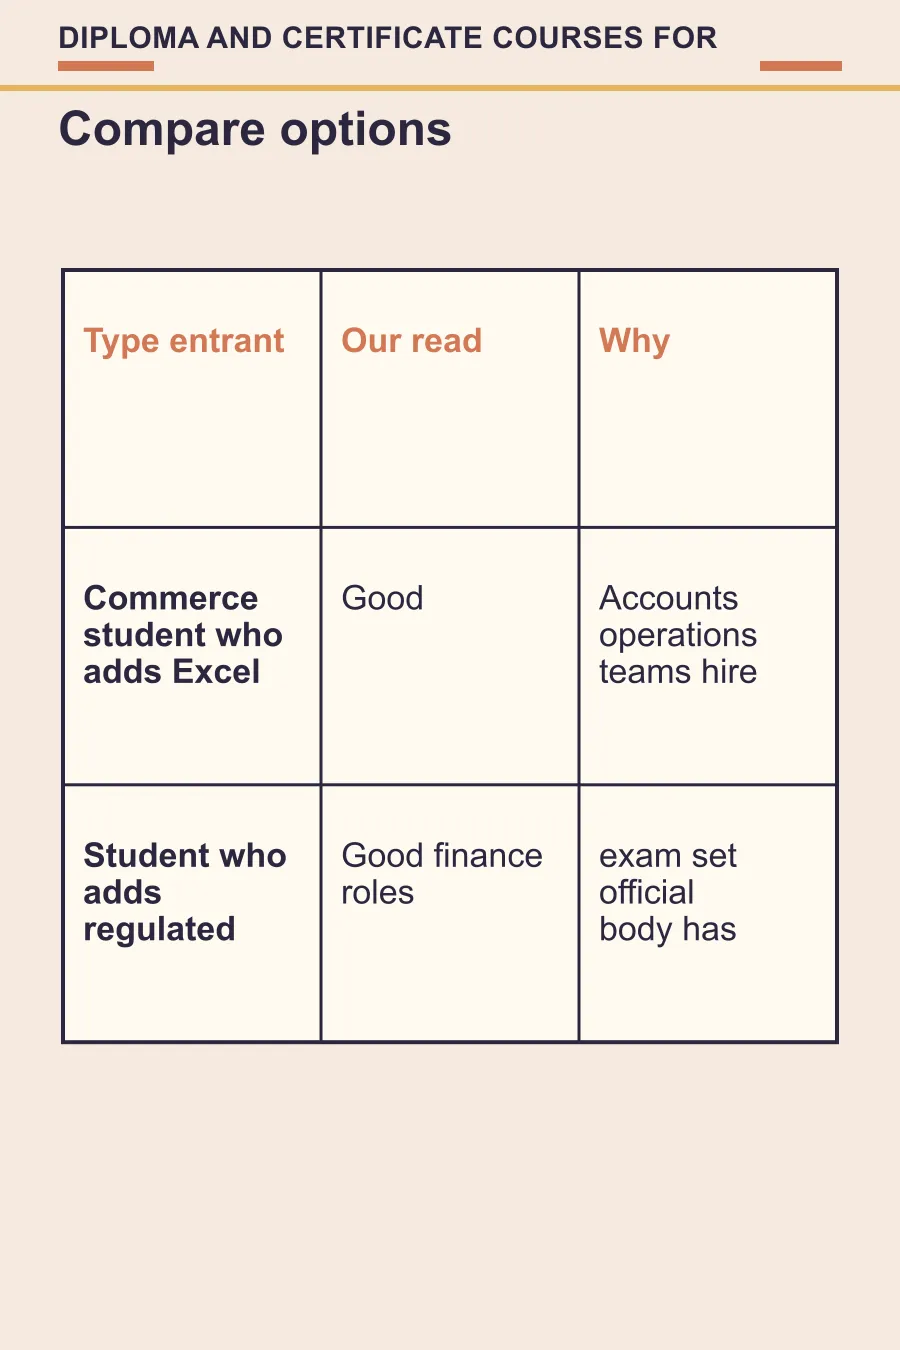 DIPLOMA AND CERTIFICATE COURSES FOR
Compare options
Type entrant
Our read
Why
Commerce
student who
adds Excel
Good
Accounts
operations
teams hire
Student who
adds
regulated
Good finance
roles
exam set
official
body has